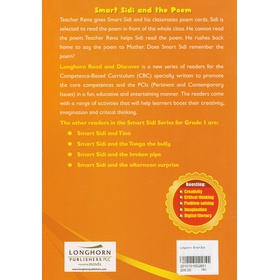 Smart Sidi and the Poem
Teacher Rena gives Smart Sidi and his classmates poem cards. Sidi
is selected to read the poem in front of the whole class. He cannot read
the poem. Teacher Rena helps Sidi read the poem. He rushes back
home to say the poem to Mother. Does Smart Sidi remember the
poem?
Longhorn Read and Discover is a new series of readers for the
Competence-Based Curriculum (CBC) specially written to promote
the core competences and the PCIs (Pertinent and Contemporary
Issues) in a fun, educative and entertaining manner. The readers come
with a range of activities that will help learners boost their creativity,
imagination and critical thinking.
The other readers in the Smart Sidi Series for Grade 1 are:
Smart Sidi and Tina
Smart Sidi and the Tonga the bully
Smart Sidi and the broken pipe
Smart Sidi and the afternoon surprise
Boosting:
Creativity
Critical thinking
Problem solving
Imagination
Digital literacy
LONGHORN
PUBLISHERS PLC